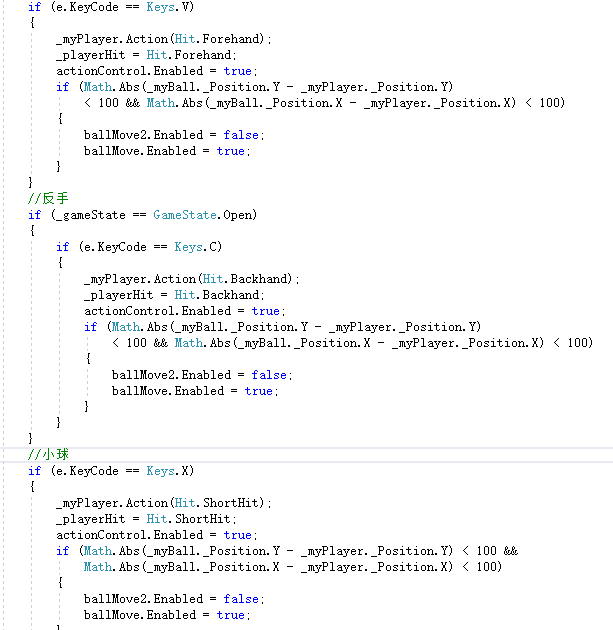 if (e.KeyCode == Keys.V)
{
_myPlayer.Action(Hit.Forehand);
_playerHit = Hit.Forehand;
actionControl.Enabled = true;
if (Math.Abs(_myBall._Position.Y - _myPlayer._Position.Y)
< 100 && Math.Abs(_myBall._Position.X - _myPlayer._Position.X) < 100)
{
ballMove2.Enabled = false;
ballMove.Enabled = true;
}
}
//反手
if (_gameState == GameState.Open)
{
if (e.KeyCode == Keys.C)
{
_myPlayer.Action(Hit.Backhand);
_playerHit = Hit.Backhand;
actionControl.Enabled = true;
if (Math.Abs(_myBall._Position.Y - _myPlayer._Position.Y)
< 100 && Math.Abs(_myBall._Position.X - _myPlayer._Position.X) < 100)
{
ballMove2.Enabled = false;
ballMove.Enabled = true;
}
}
}
//小球
if (e.KeyCode == Keys.X)
{
_myPlayer.Action(Hit.ShortHit);
_playerHit = Hit.ShortHit;
actionControl.Enabled = true;
if (Math.Abs(_myBall._Position.Y - _myPlayer._Position.Y) < 100 &&
Math.Abs(_myBall._Position.X - _myPlayer._Position.X) < 100)
{
ballMove2.Enabled = false;
ballMove.Enabled = true;
}